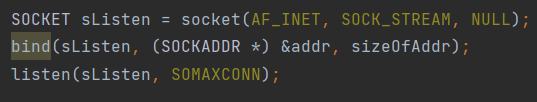 SOCKET sListen = socket(AF_INET, SOCK_STREAM, NULL);
bind(sListen, (SOCKADDR *) &addr, sizeOfAddr);
listen(sListen, SOMAXCONN);